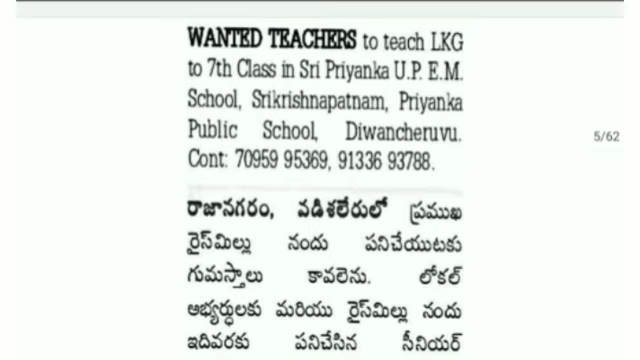 WANTED TEACHERS to teach LKG
to 7th Class in Sri Priyanka U.P. E.M.
School, Srikrishnapatnam, Priyanka
Public School, Diwancheruvu.
Cont: 70959 95369, 91336 93788.
5/62
రాజానగరం, వడిశలేరులో ప్రముఖ
రైస్‌మిల్లు నందు పనిచేయుటకు
గుమస్తాలు కావలెను. లోకల్
అభ్యర్థులకు మరియు రైస్‌మిల్లు నందు
ఇదివరకు పనిచేసిన సీనియర్